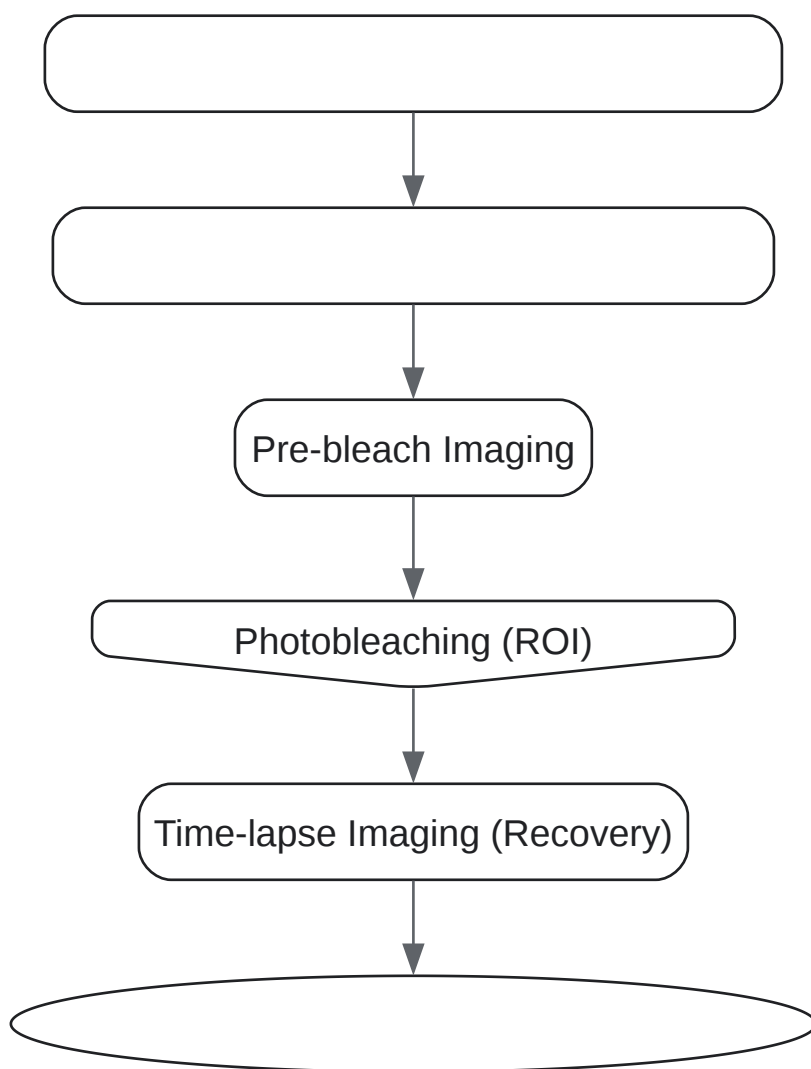 Pre-bleach Imaging
Photobleaching (ROI)
Time-lapse Imaging (Recovery)